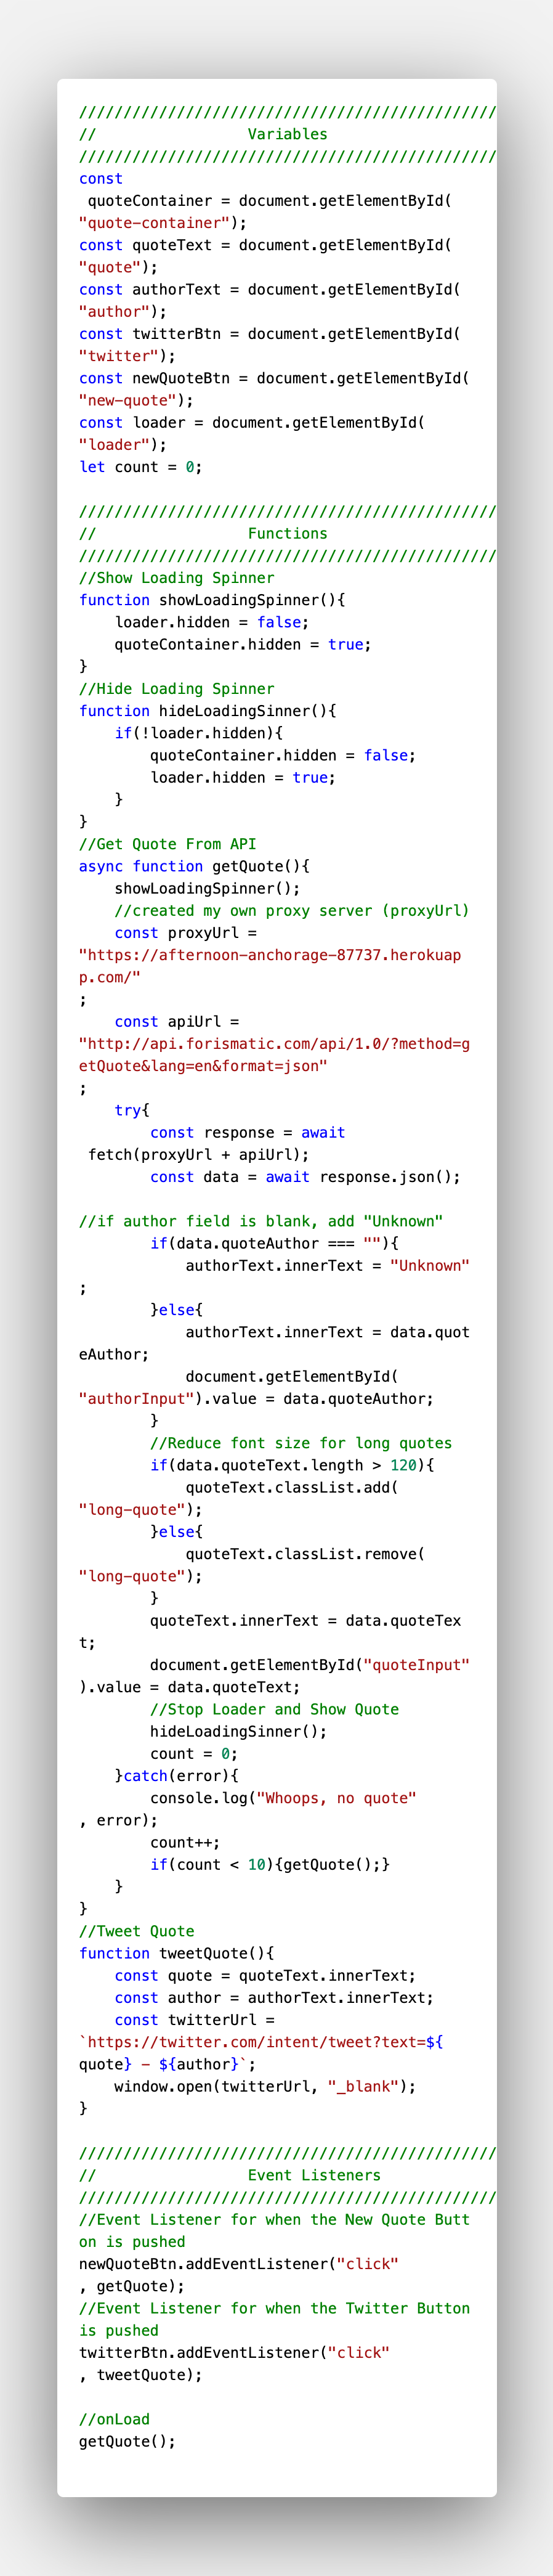 ///////////////////////////////////////////////
//                 Variables
///////////////////////////////////////////////
const
 quoteContainer = document.getElementById(
"quote-container");
const quoteText = document.getElementById(
"quote");
const authorText = document.getElementById(
"author");
const twitterBtn = document.getElementById(
"twitter");
const newQuoteBtn = document.getElementById(
"new-quote");
const loader = document.getElementById(
"loader");
let count = 0;

///////////////////////////////////////////////
//                 Functions
///////////////////////////////////////////////
//Show Loading Spinner
function showLoadingSpinner(){
    loader.hidden = false;
    quoteContainer.hidden = true;
}
//Hide Loading Spinner
function hideLoadingSinner(){
    if(!loader.hidden){
        quoteContainer.hidden = false;
        loader.hidden = true;
    }
}
//Get Quote From API
async function getQuote(){
    showLoadingSpinner();
    //created my own proxy server (proxyUrl)
    const proxyUrl =
"https://afternoon-anchorage-87737.herokuap
p.com/"
;
    const apiUrl =
"http://api.forismatic.com/api/1.0/?method=g
etQuote&lang=en&format=json"
;
    try{
        const response = await
 fetch(proxyUrl + apiUrl);
        const data = await response.json();

//if author field is blank, add "Unknown"
        if(data.quoteAuthor === ""){
            authorText.innerText = "Unknown"
;
        }else{
            authorText.innerText = data.quot
eAuthor;
            document.getElementById(
"authorInput").value = data.quoteAuthor;
        }
        //Reduce font size for long quotes
        if(data.quoteText.length > 120){
            quoteText.classList.add(
"long-quote");
        }else{
            quoteText.classList.remove(
"long-quote");
        }
        quoteText.innerText = data.quoteTex
t;
        document.getElementById("quoteInput"
).value = data.quoteText;
        //Stop Loader and Show Quote
        hideLoadingSinner();
        count = 0;
    }catch(error){
        console.log("Whoops, no quote"
, error);
        count++;
        if(count < 10){getQuote();}
    }
}
//Tweet Quote
function tweetQuote(){
    const quote = quoteText.innerText;
    const author = authorText.innerText;
    const twitterUrl =
`https://twitter.com/intent/tweet?text=${
quote} - ${author}`;
    window.open(twitterUrl, "_blank");
}

///////////////////////////////////////////////
//                 Event Listeners
///////////////////////////////////////////////
//Event Listener for when the New Quote Butt
on is pushed
newQuoteBtn.addEventListener("click"
, getQuote);
//Event Listener for when the Twitter Button
is pushed
twitterBtn.addEventListener("click"
, tweetQuote);

//onLoad
getQuote();